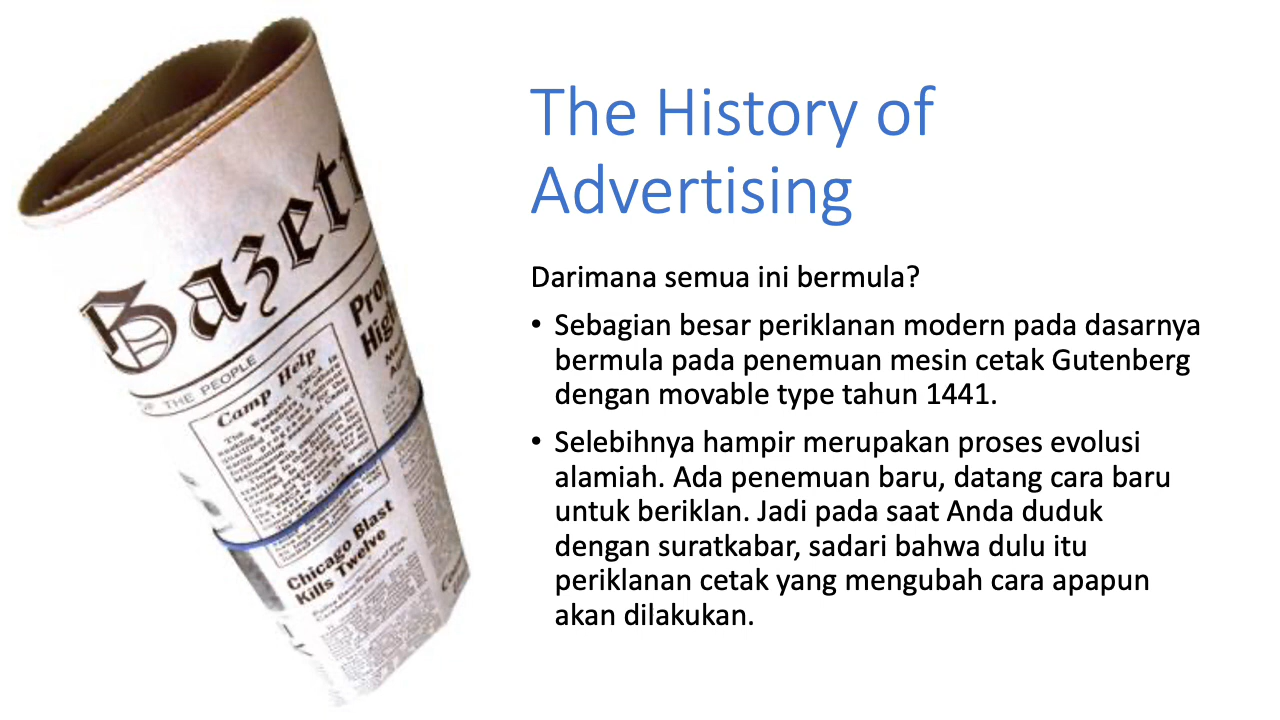 The History of
Advertising
Darimana semua ini bermula?
• Sebagian besar periklanan modern pada dasarnya
bermula pada penemuan mesin cetak Gutenberg
dengan movable type tahun 1441.
• Selebihnya hampir merupakan proses evolusi
alamiah. Ada penemuan baru, datang cara baru
untuk beriklan. Jadi pada saat Anda duduk
dengan suratkabar, sadari bahwa dulu itu
periklanan cetak yang mengubah cara apapun
akan dilakukan.
Gazett
THE PEOPLE
Camp Help
Chicago Blast
Kills Twelve